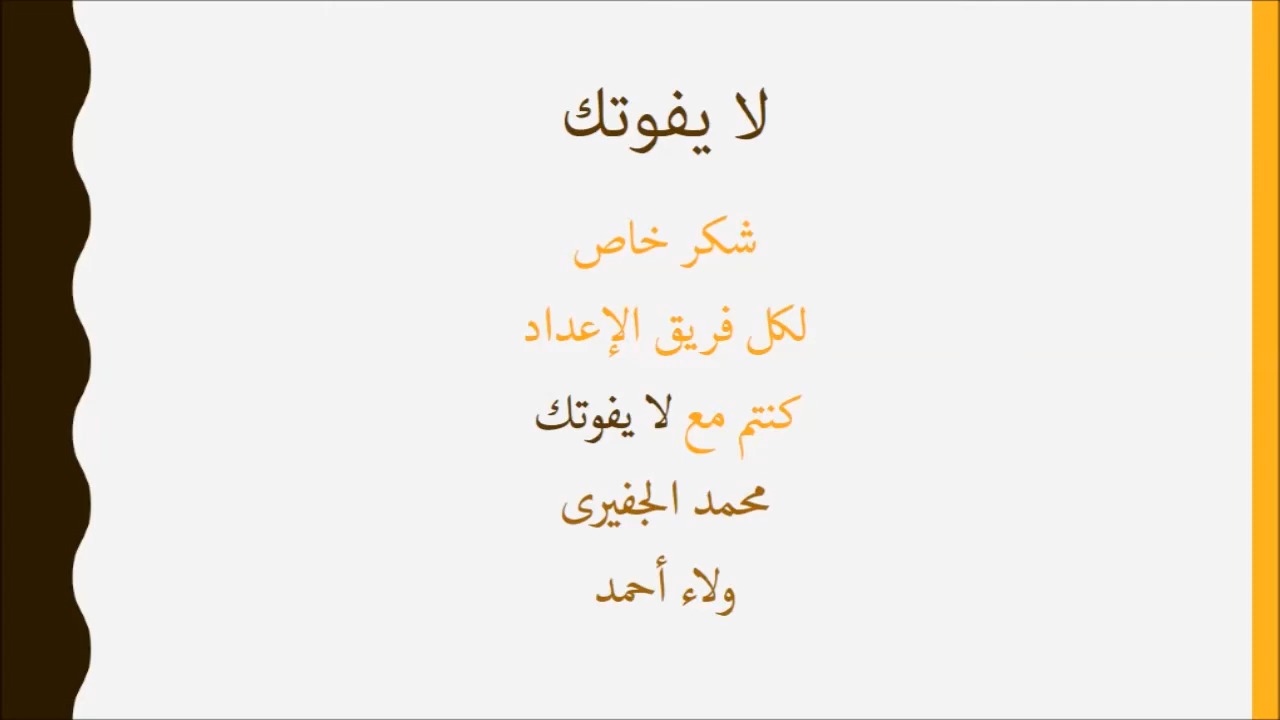 لا يفوتك
شكر خاص
لكل فريق الإعداد
كنتم مع لا يفوتك
محمد الجفيرى
ولاء أحمد